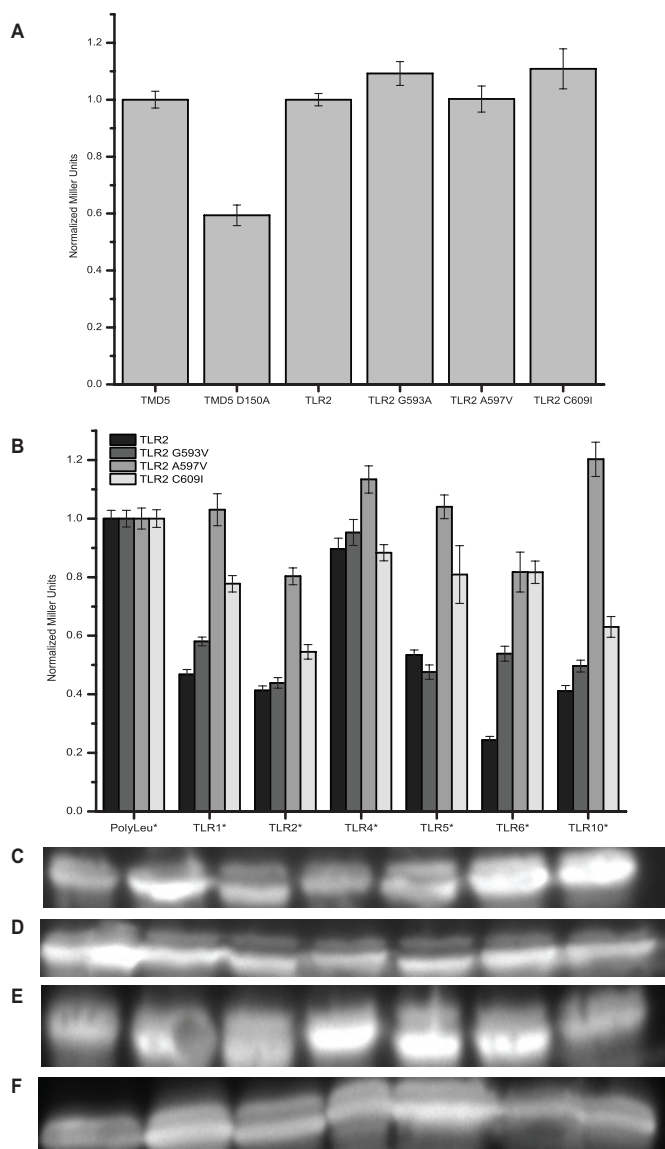 A
Normalized Miller Units
1.2
1.0
0.8
0.6
0.4
0.2
0.0
TMD5
TMD5 D150A
TLR2
TLR2 G593A
TLR2 A597V
TLR2 C609I
B
Normalized Miller Units
1.2
1.0
0.8
0.6
0.4
0.2
0.0
TLR2
TLR2 G593V
TLR2 A597V
TLR2 C609I
PolyLeu*
TLR1*
TLR2*
TLR4*
TLR5*
TLR6*
TLR10*
C
D
E
F